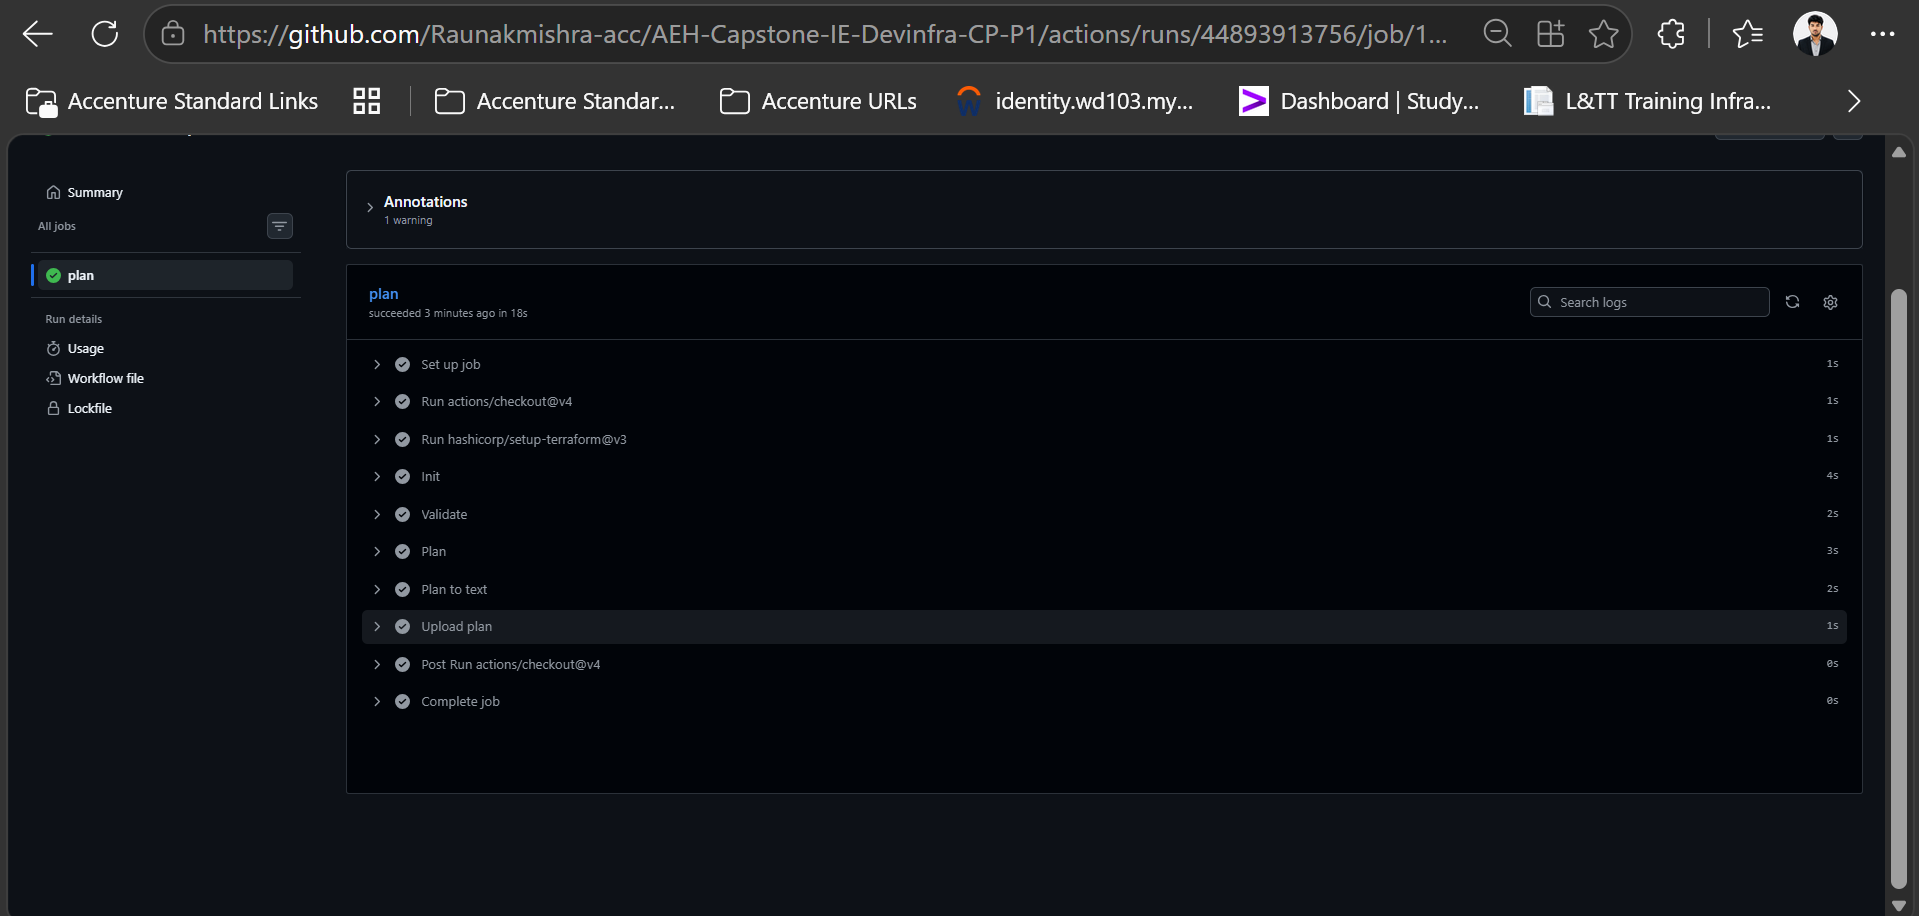 https://github.com/Raunakmishra-acc/AEH-Capstone-IE-Devinfra-CP-P1/actions/runs/44893913756/job/1...
Accenture Standard Links
Accenture Standar...
Accenture URLs
identity.wd103.my...
Dashboard | Study...
L&TT Training Infra...
Summary
All jobs
plan
Run details
Usage
Workflow file
Lockfile
Annotations
1 warning
plan
succeeded 3 minutes ago in 18s
Search logs
Set up job 1s
Run actions/checkout@v4 1s
Run hashicorp/setup-terraform@v3 1s
Init 4s
Validate 2s
Plan 3s
Plan to text 2s
Upload plan 1s
Post Run actions/checkout@v4 0s
Complete job 0s